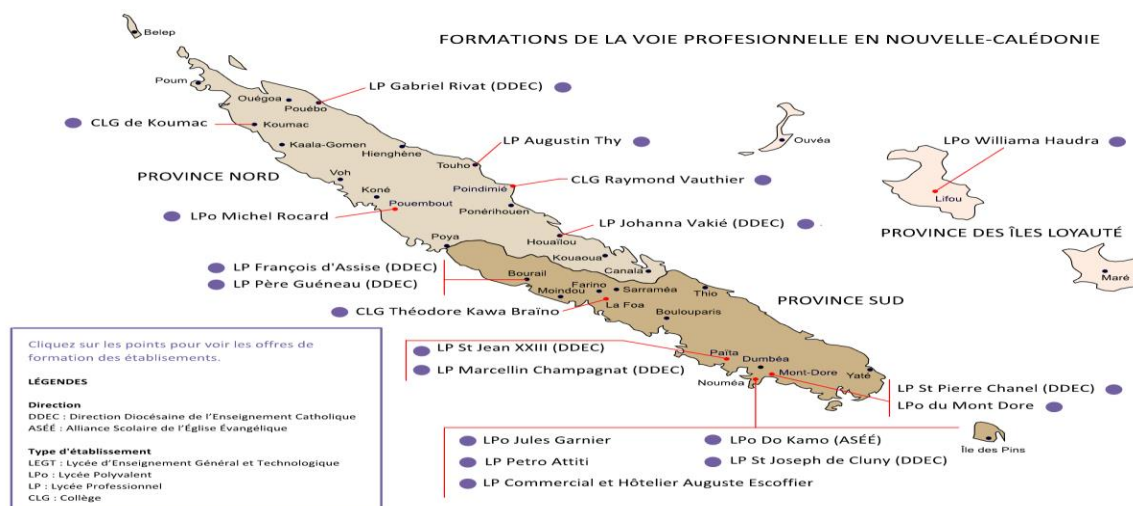 FORMATIONS DE LA VOIE PROFESIONNELLE EN NOUVELLE-CALÉDONIE
Belep
Poum
Ouégoa
Pouébo
LP Gabriel Rivat (DDEC)
CLG de Koumac
Koumac
Kaala-Gomen
Hienghène
LP Augustin Thy
Touho
Ouvéa
LPo Williama Haudra
Lifou
PROVINCE NORD
Voh
Koné
Pouembout
Poindimié
CLG Raymond Vauthier
Ponérihouen
LPo Michel Rocard
LP Johanna Vakié (DDEC)
Houaïlou
Poya
Kouaoua
Canala
PROVINCE DES ÎLES LOYAUTÉ
Maré
LP François d'Assise (DDEC)
LP Père Guéneau (DDEC)
Bourail
Moindou
Farino
Sarraméa
La Foa
Thio
PROVINCE SUD
CLG Théodore Kawa Braïno
Boulouparis
LP St Jean XXIII (DDEC)
LP Marcellin Champagnat (DDEC)
Païta
Dumbéa
Mont-Dore
Nouméa
Yaté
LP St Pierre Chanel (DDEC)
LPo du Mont Dore
Île des Pins
LPo Jules Garnier
LPo Do Kamo (ASÉÉ)
LP Petro Attiti
LP St Joseph de Cluny (DDEC)
LP Commercial et Hôtelier Auguste Escoffier
Cliquez sur les points pour voir les offres de
formation des établissements.
LÉGENDES
Direction
DDEC : Direction Diocésaine de l'Enseignement Catholique
ASÉÉ : Alliance Scolaire de l'Église Évangélique
Type d'établissement
LEGT : Lycée d'Enseignement Général et Technologique
LPo : Lycée Polyvalent
LP : Lycée Professionnel
CLG : Collège